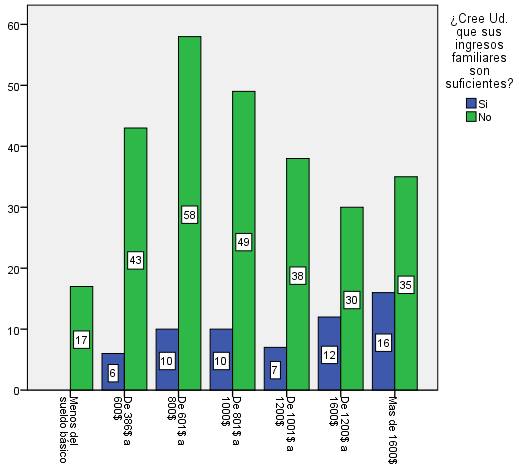 ¿Cree Ud.
que sus
ingresos
familiares
son
suficientes?
Si
No
60
50
40
30
20
10
0
17
6
43
10
58
10
49
7
38
12
30
16
35
Menos del
sueldo básico
De 386$ a
600$
De 601$ a
800$
De 801$ a
1000$
De 1001$ a
1200$
De 1200$ a
1600$
Mas de 1600$